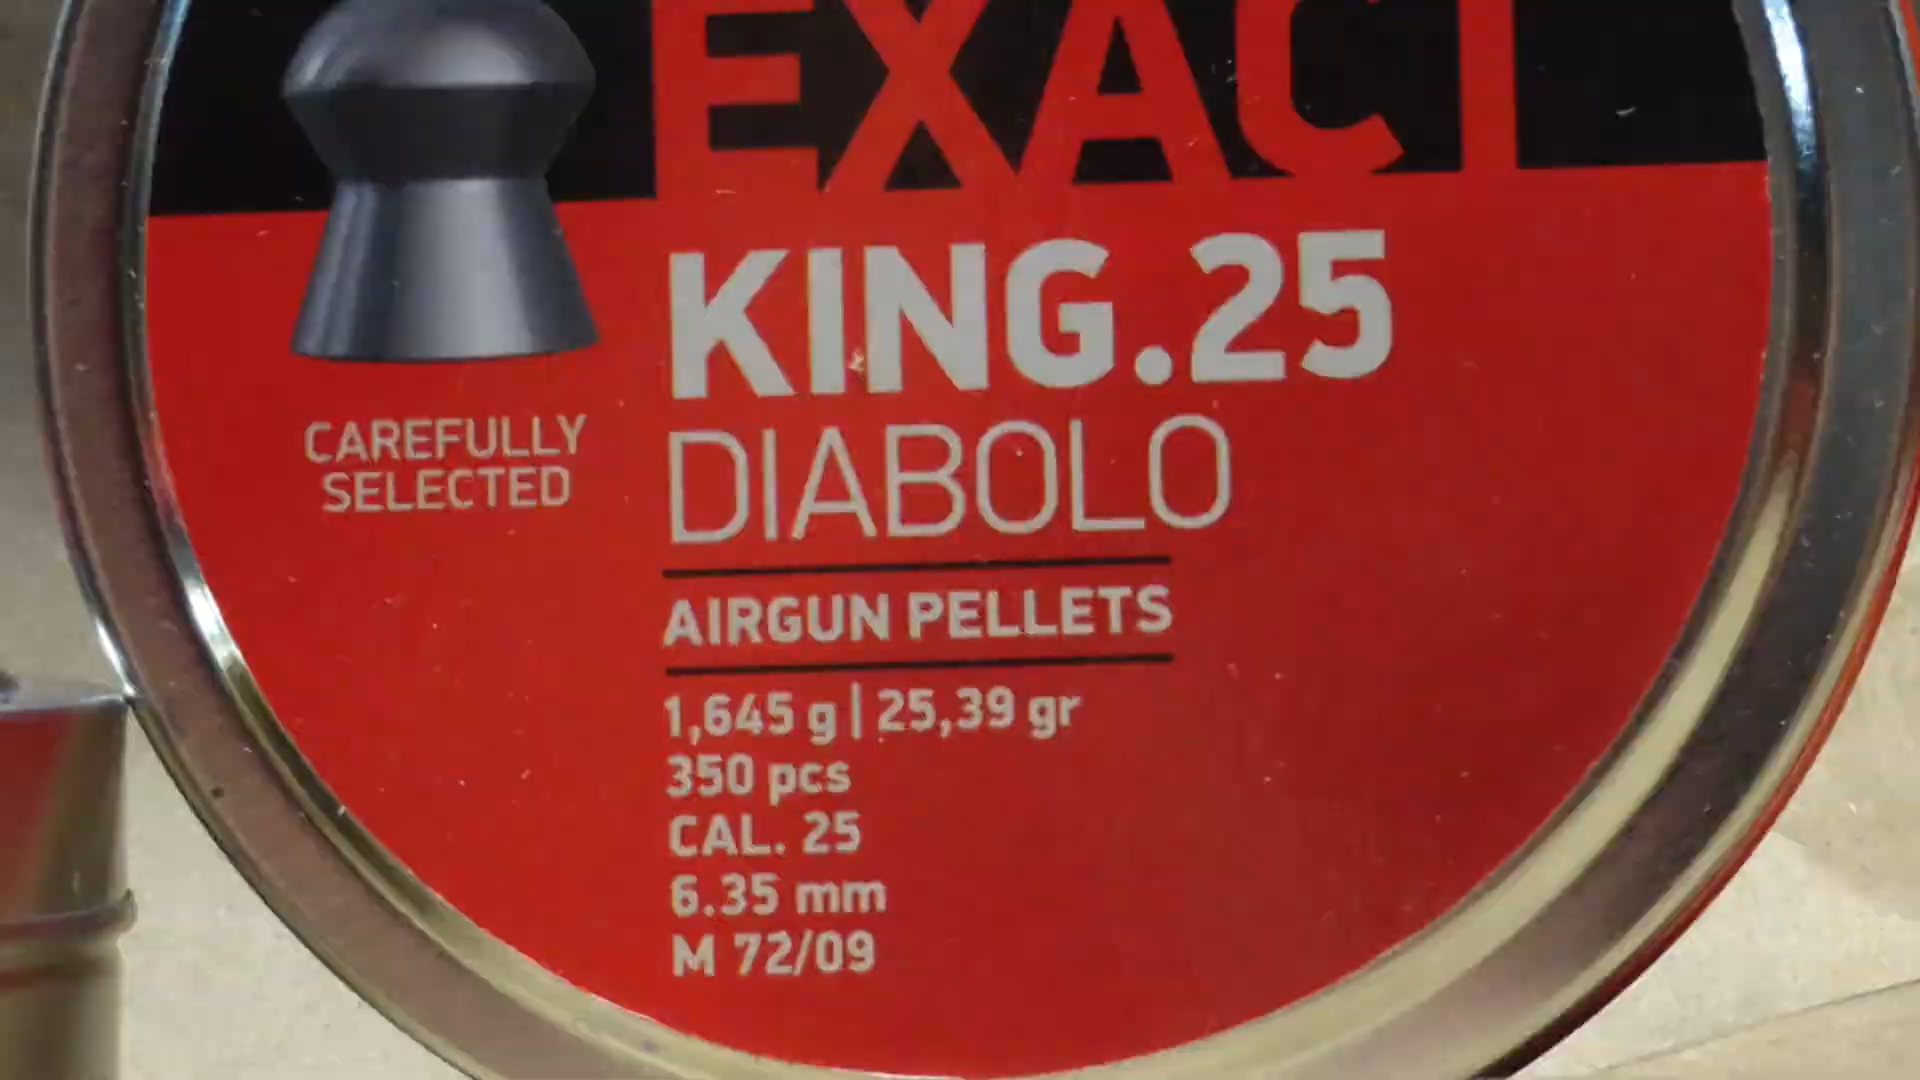 EXACT
KING.25
DIABOLO
CAREFULLY
SELECTED
AIRGUN PELLETS
1,645 g | 25,39 gr
350 pcs
CAL. 25
6.35 mm
M 72/09